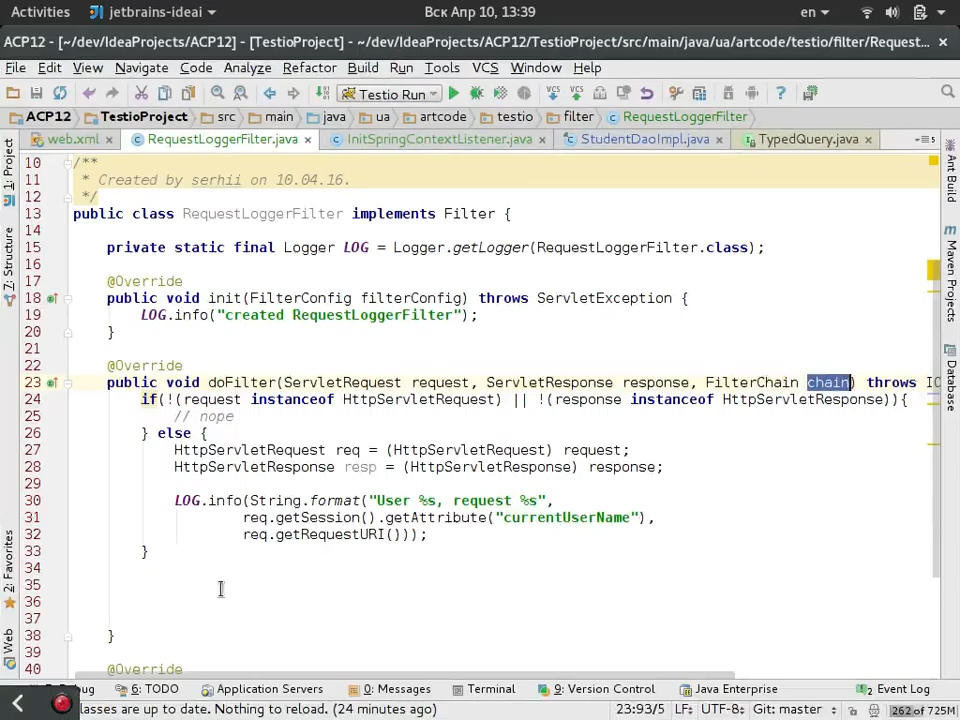 Activities jetbrains-ideai Вск Апр 10, 13:39 en
ACP12 - [~/dev/IdeaProjects/ACP12] - [TestioProject] - ~/dev/IdeaProjects/ACP12/TestioProject/src/main/java/ua/artcode/testio/filter/Request...
File Edit View Navigate Code Analyze Refactor Build Run Tools VCS Window Help
Testio Run
ACP12 TestioProject src main java ua artcode testio filter RequestLoggerFilter
web.xml RequestLoggerFilter.java InitSpringContextListener.java StudentDaoImpl.java TypedQuery.java
10 /**
11 * Created by serhii on 10.04.16.
12 */
13 public class RequestLoggerFilter implements Filter {
14
15 private static final Logger LOG = Logger.getLogger(RequestLoggerFilter.class);
16
17 @Override
18 public void init(FilterConfig filterConfig) throws ServletException {
19 LOG.info("created RequestLoggerFilter");
20 }
21
22 @Override
23 public void doFilter(ServletRequest request, ServletResponse response, FilterChain chain) throws
24 if(!(request instanceof HttpServletRequest) || !(response instanceof HttpServletResponse)){
25 // nope
26 } else {
27 HttpServletRequest req = (HttpServletRequest) request;
28 HttpServletResponse resp = (HttpServletResponse) response;
29
30 LOG.info(String.format("User %s, request %s",
31 req.getSession().getAttribute("currentUserName"),
32 req.getRequestURI()));
33 }
34
35
36
37
38 }
39
40 @Override
1: Project
7: Structure
2: Favorites
Web
Ant Build
Maven Projects
Database
6: TODO Application Servers 0: Messages Terminal 9: Version Control Java Enterprise Event Log
classes are up to date. Nothing to reload. (24 minutes ago) 23:93/5 LF UTF-8 Git: master 262 of 725M